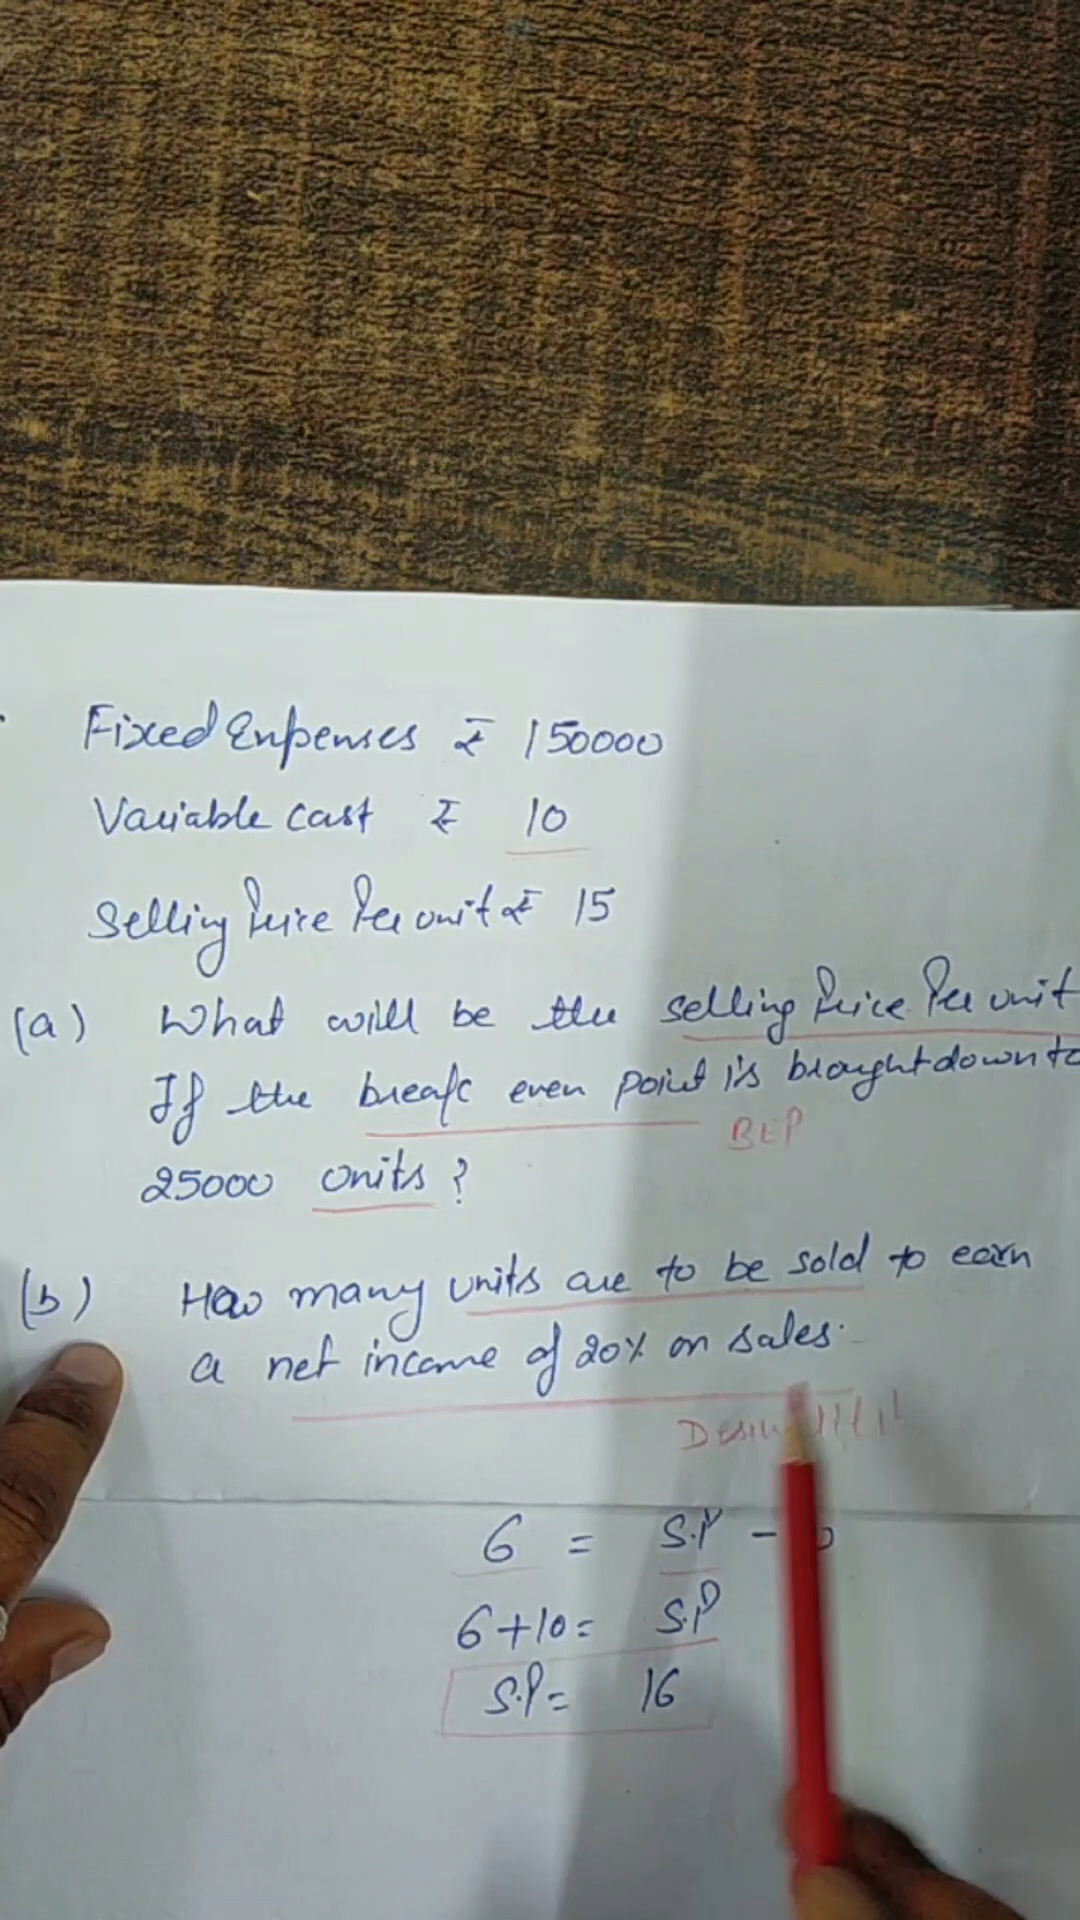 Fixed Expenses ₹ 150000
Variable cast ₹ 10
Selling Price Per unit ₹ 15
(a) What will be the selling Price Per unit
If the break even point is brought down to
BEP
25000 units ?
(b) How many units are to be sold to earn
a net income of 20% on sales.
6 = S.P -
6+10= S.P
S.P= 16